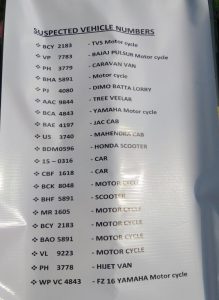 SUSPECTED VEHICLE NUMBERS
❖ BCY 2183 - TVS Motor cycle
❖ VP 7783 - BAJAJ PULSUR Motor cycle
❖ PH 3779 - CARAVAN VAN
❖ BHA 5891 - Motor cycle
❖ PJ 4080 - DIMO BATTA LORRY
❖ AAC 9844 - TREE VEELAR
❖ BCA 4843 - YAMAHA Motor cycle
❖ BAE 4197 - JAC CAB
❖ US 3740 - MAHENDRA CAB
❖ BDM0596 - HONDA SCOOTER
❖ 15 – 0316 - CAR
❖ CBF 1618 - CAR
❖ BCK 8048 - MOTOR CYCLE
❖ BHF 5891 - SCOOTER
❖ MR 1605 - MOTOR CYCLE
❖ BCY 2183 - MOTOR CYCLE
❖ BAO 5891 - MOTOR CYCLE
❖ VL 9223 - MOTOR CYCLE
❖ PH 3778 - HIJET VAN
❖ WP VC 4843 - FZ 16 YAMAHA Motor cycle